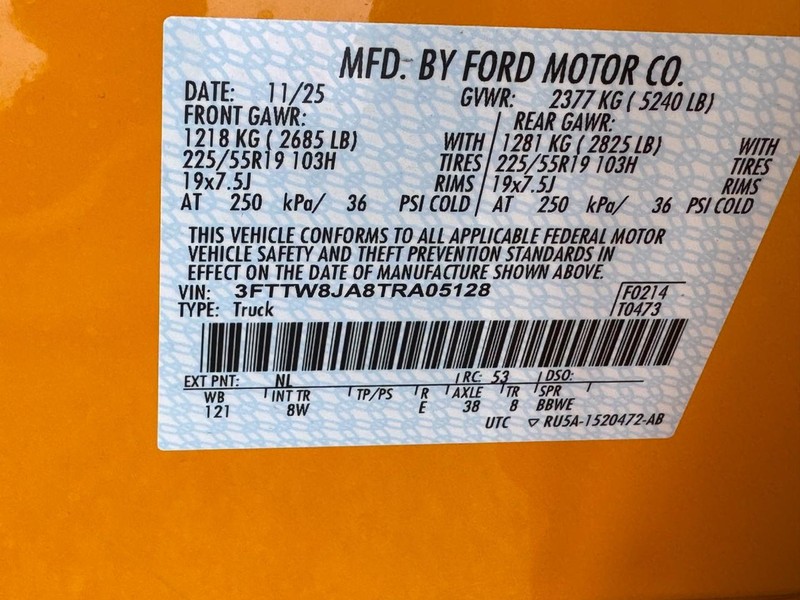 MFD. BY FORD MOTOR CO.
DATE: 11/25 GVWR: 2377 KG ( 5240 LB)
FRONT GAWR: REAR GAWR:
1218 KG ( 2685 LB) WITH 1281 KG ( 2825 LB) WITH
225/55R19 103H TIRES 225/55R19 103H TIRES
19x7.5J RIMS 19x7.5J RIMS
AT 250 kPa/ 36 PSI COLD AT 250 kPa/ 36 PSI COLD
THIS VEHICLE CONFORMS TO ALL APPLICABLE FEDERAL MOTOR
VEHICLE SAFETY AND THEFT PREVENTION STANDARDS IN
EFFECT ON THE DATE OF MANUFACTURE SHOWN ABOVE.
VIN: 3FTTW8JA8TRA05128 F0214
TYPE: Truck T0473
EXT PNT: NL RC: 53 DSO:
WB INT TR TP/PS R AXLE TR SPR
121 8W E 38 8 BBWE
UTC ▽ RU5A-1520472-AB